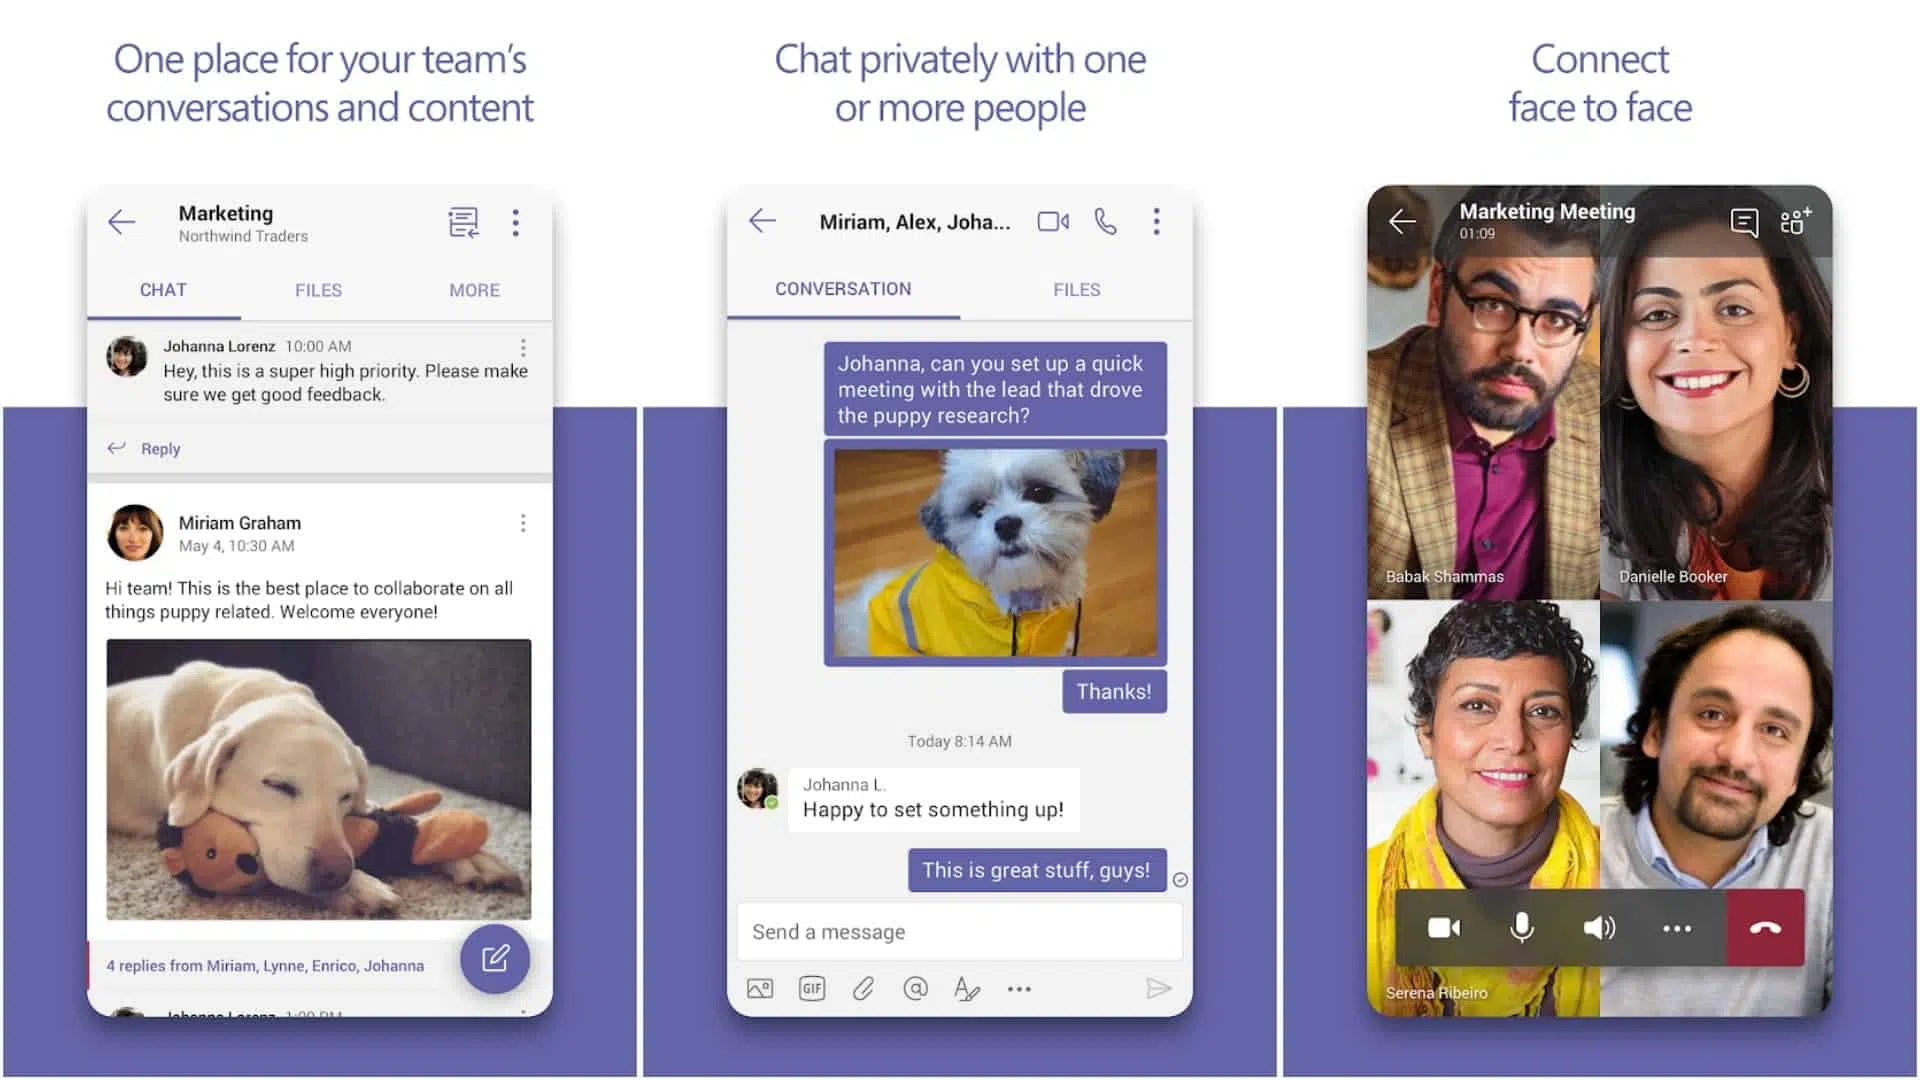 One place for your team's
conversations and content
Marketing
Northwind Traders
CHAT FILES MORE
Johanna Lorenz 10:00 AM
Hey, this is a super high priority. Please make
sure we get good feedback.
Reply
Miriam Graham
May 4, 10:30 AM
Hi team! This is the best place to collaborate on all
things puppy related. Welcome everyone!
4 replies from Miriam, Lynne, Enrico, Johanna
Johanna Lorenz 1:00 PM
Chat privately with one
or more people
Miriam, Alex, Joha...
CONVERSATION FILES
Johanna, can you set up a quick
meeting with the lead that drove
the puppy research?
Thanks!
Today 8:14 AM
Johanna L.
Happy to set something up!
This is great stuff, guys!
Send a message
GIF
Connect
face to face
Marketing Meeting
01:09
Babak Shammas
Danielle Booker
Serena Ribeiro